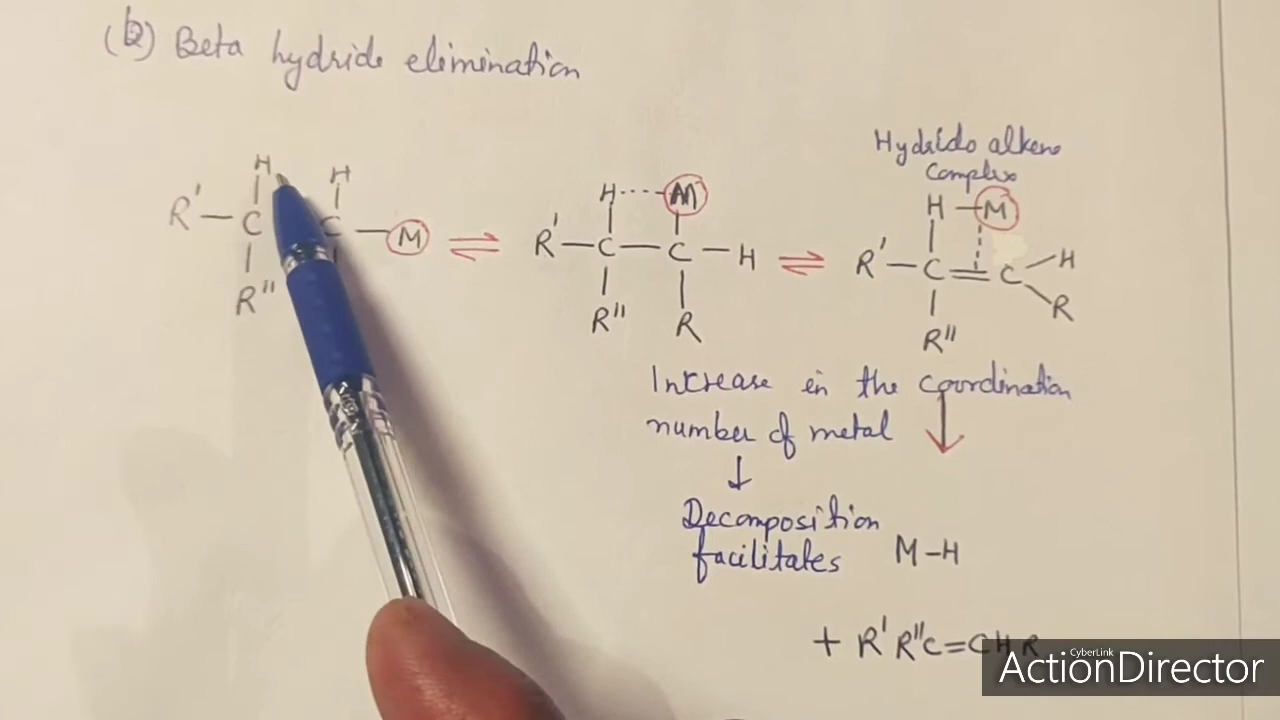 (b) Beta hydride elimination
Hydrido alkene
Complex
H H H M H — M
R' — C C — M ⇌ R' — C — C — H ⇌ R' — C = C H
R'' R'' R R'' R
Increase in the coordination
number of metal
↓
Decomposition
facilitates M–H
+ R'R''C=CHR
CyberLink
ActionDirector